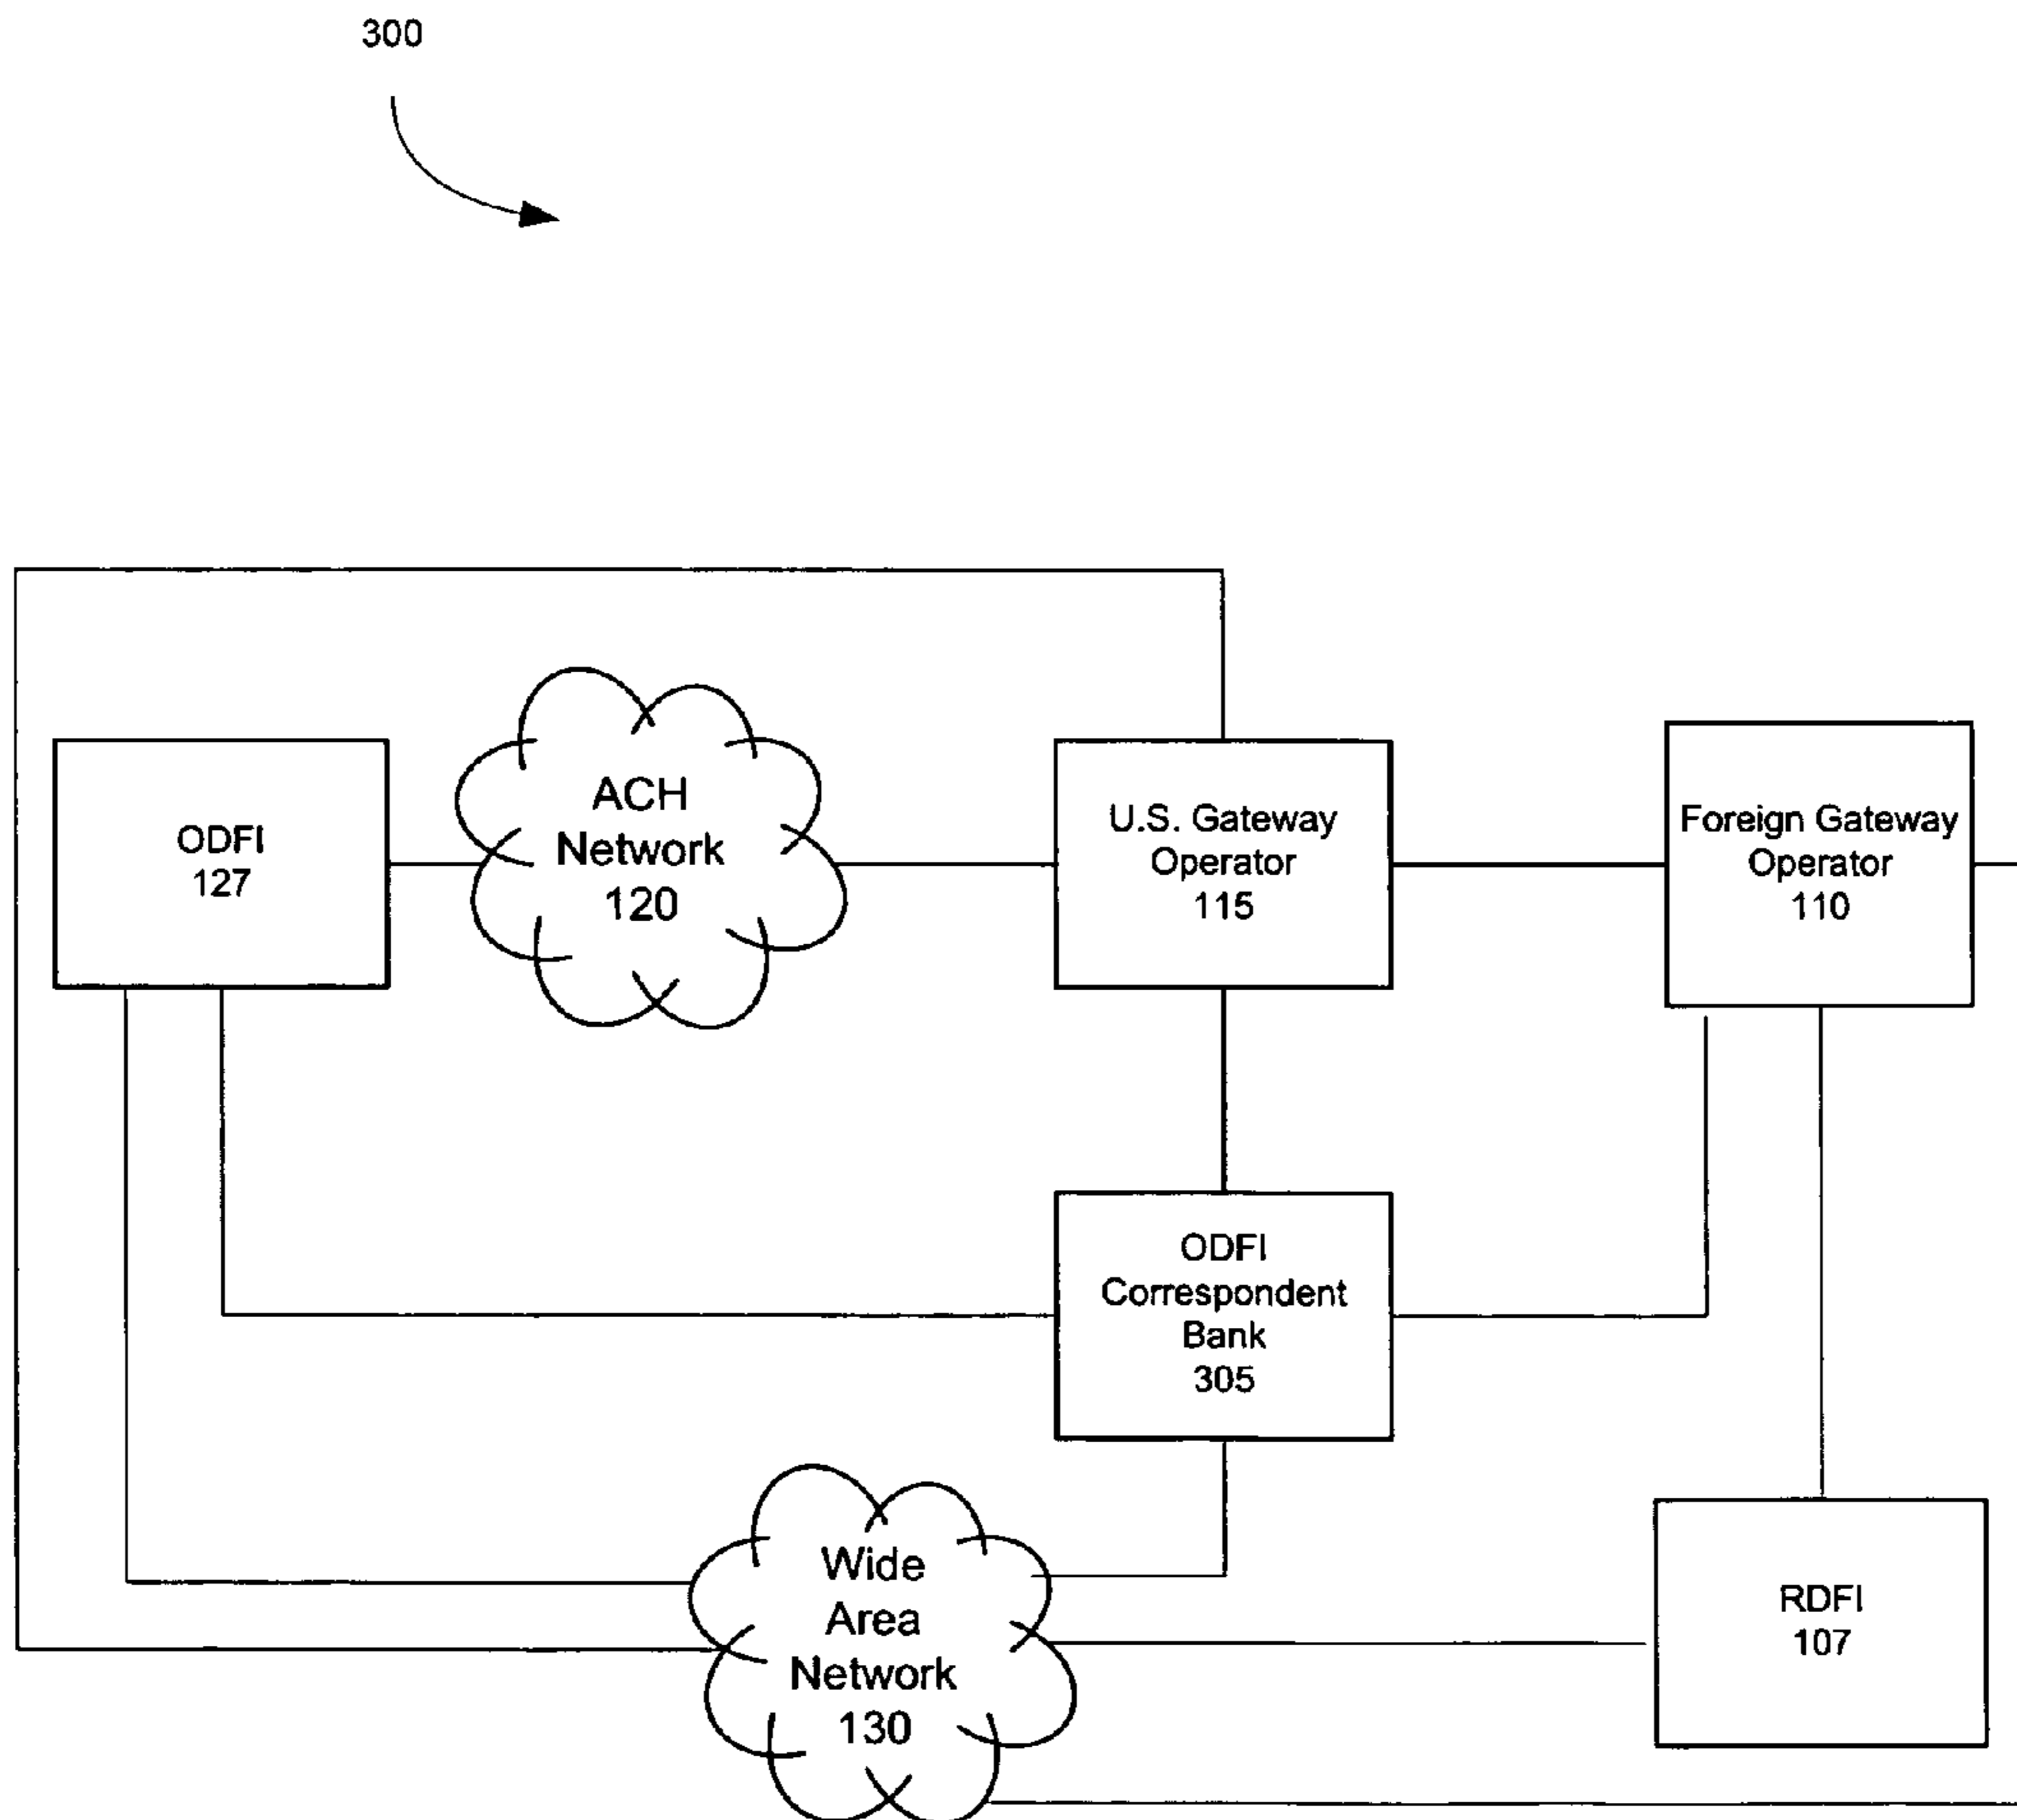 300
ACH
Network
120
ODFI
127
U.S. Gateway
Operator
115
Foreign Gateway
Operator
110
ODFI
Correspondent
Bank
305
Wide
Area
Network
130
RDFI
107